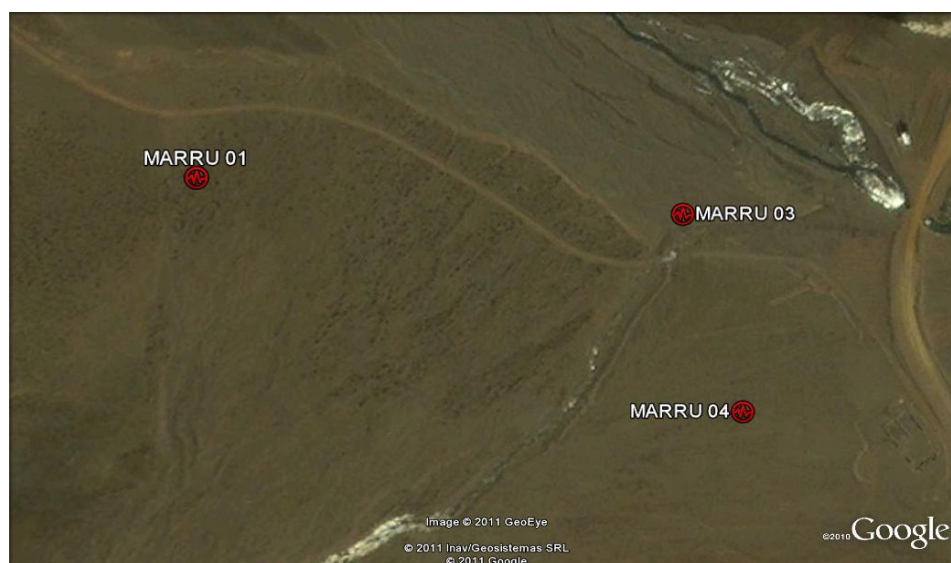 MARRU 01
MARRU 03
MARRU 04
Image © 2011 GeoEye
© 2011 Inav/Geosistemas SRL
© 2011 Google
©2010 Google